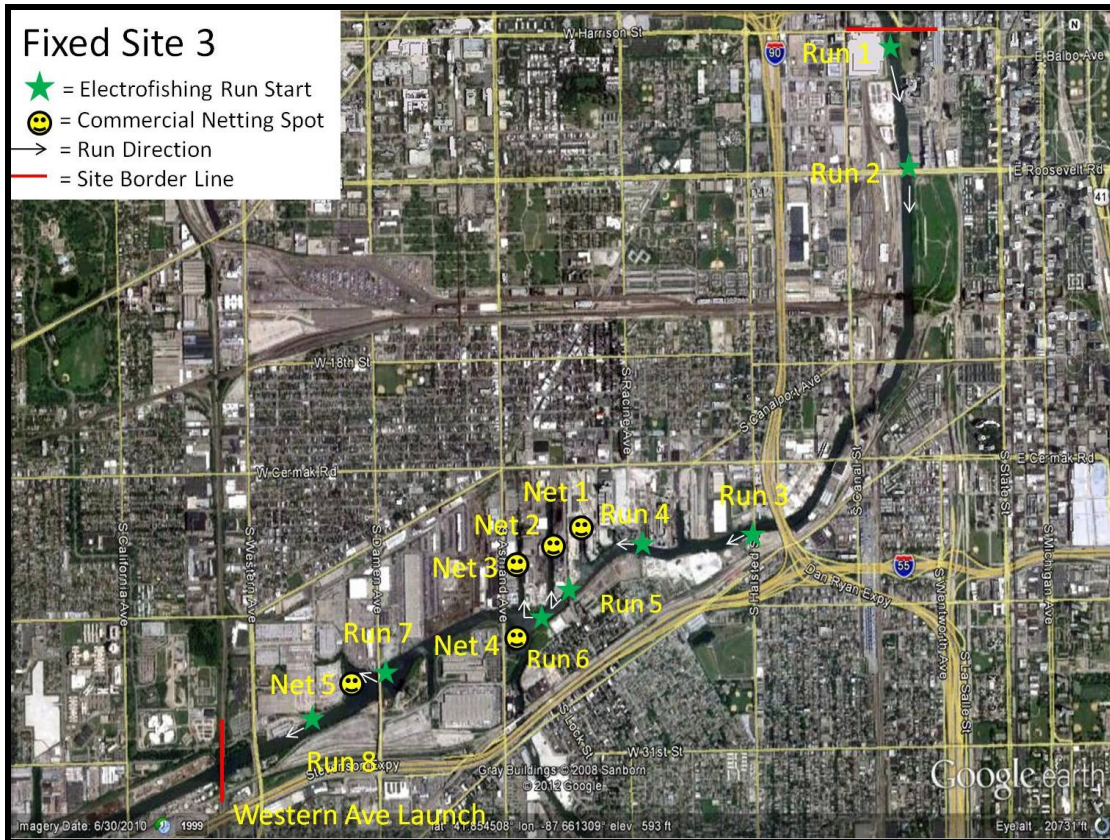 Fixed Site 3
= Electrofishing Run Start
= Commercial Netting Spot
= Run Direction
= Site Border Line
W Harrison St
90
N
Run 1
E Balbo Ave
Run 2
E Roosevelt Rd
41
W 18th St
S Racine Ave
S Canalport Ave
W Cermak Rd
E Cermak Rd
S Canal St
S State St
Net 1
Run 3
Net 2
Run 4
S California Ave
S Western Ave
S Damen Ave
S Ashland Ave
S Halsted St
S Michigan Ave
Net 3
55
Dan Ryan Expy
S Wentworth Ave
Run 5
Run 7
Net 4
Run 6
S La Salle St
Net 5
S Lock St
W 31st St
Run 8
Stevenson Expy
Gray Buildings © 2008 Sanborn
© 2012 Google
Google earth
Western Ave Launch
Imagery Date: 6/30/2010
1999
lat 41.854508° lon -87.661309° elev 593 ft
Eye alt 20731 ft